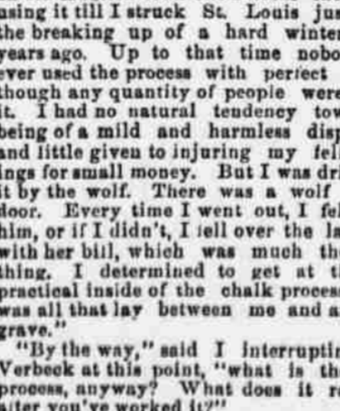 using it till I struck St. Louis jus
the breaking up of a hard winter
years ago. Up to that time nobo
ever used the process with perfect
though any quantity of people were
it. I had no natural tendency tow
being of a mild and harmless disp
and little given to injuring my fell
ings for small money. But I was dri
it by the wolf. There was a wolf
door. Every time I went out, I fel
him, or if I didn't, I fell over the la
with her bill, which was much th
thing. I determined to get at t
practical inside of the chalk proces
was all that lay between me and a
grave."
"By the way," said I interruptin
Verbeck at this point, "what is th
process, anyway? What does it r
after you've worked it?"